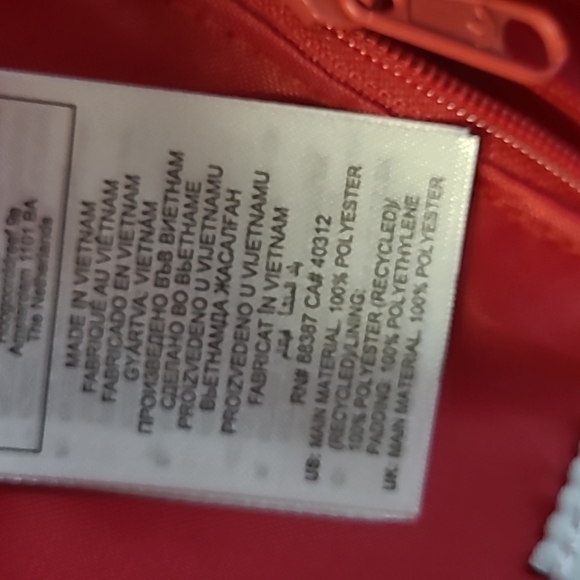 Amsterdam 1101 BA
The Netherlands
MADE IN VIETNAM
FABRIQUÉ AU VIETNAM
FABRICADO EN VIETNAM
GYÁRTVA: VIETNAM
ПРОИЗВЕДЕНО ВЪВ ВИЕТНАМ
СДЕЛАНО ВО ВЬЕТНАМЕ
PROIZVEDENO U VIJETNAMU
ВЬЕТНАМДА ЖАСАЛҒАН
PROIZVEDENO U VIJETNAMU
FABRICAT ÎN VIETNAM
RN# 88387 CA# 40312
US: MAIN MATERIAL. 100% POLYESTER
(RECYCLED)/LINING:
100% POLYESTER (RECYCLED)/
PADDING: 100% POLYETHYLENE
UK: MAIN MATERIAL. 100% POLYESTER